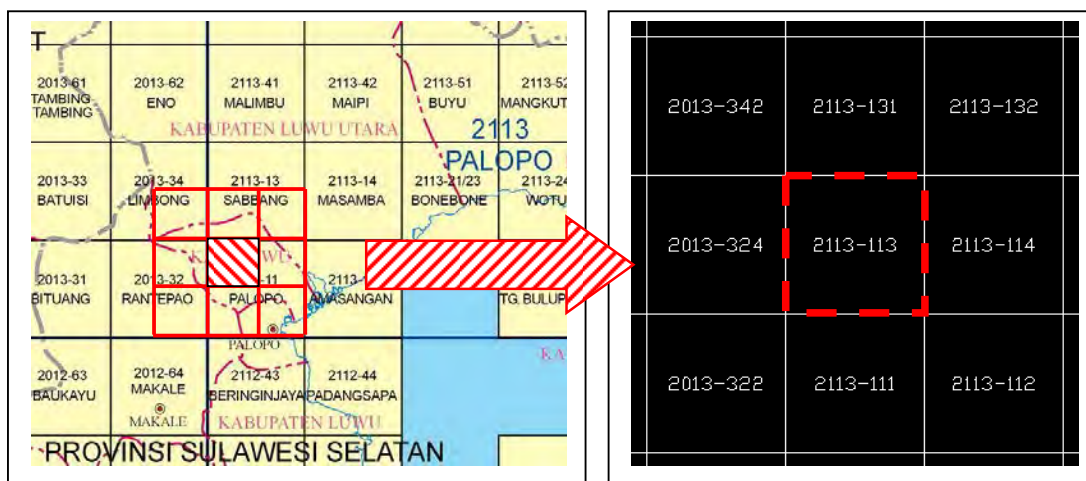 T
2013-61
TAMBING
TAMBING
2013-62
ENO
2113-41
MALIMBU
2113-42
MAIPI
2113-51
BUYU
2113-52
MANGKUT
KABUPATEN LUWU UTARA
2113
PALOPO
2013-33
BATUISI
2013-34
LIMBONG
2113-13
SABBANG
2113-14
MASAMBA
2113-21/23
BONEBONE
2113-24
WOTU
K WU
2013-31
BITUANG
2013-32
RANTEPAO
-11
PALOPO
2113
AMASANGAN
TG. BULUP
PALOPO
KA
2012-63
BAUKAYU
2012-64
MAKALE
MAKALE
2112-43
BERINGINJAYA
2112-44
PADANGSAPA
KABUPATEN LUWU
PROVINSI SULAWESI SELATAN
2013-342 2113-131 2113-132
2013-324 2113-113 2113-114
2013-322 2113-111 2113-112